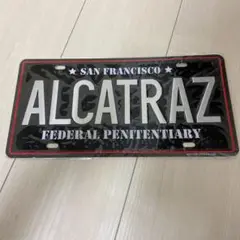 ★ SAN FRANCISCO ★
ALCATRAZ
FEDERAL PENITENTIARY